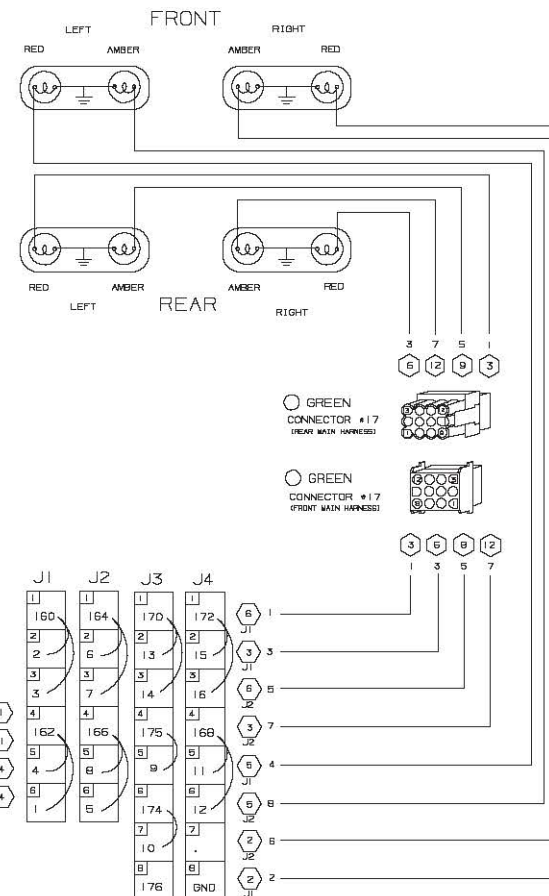 FRONT
LEFT RIGHT
RED AMBER AMBER RED
RED AMBER AMBER RED
LEFT REAR RIGHT
3 7 5 1
6 12 9 3
GREEN
CONNECTOR #17
(REAR MAIN HARNESS)
GREEN
CONNECTOR #17
(FRONT MAIN HARNESS)
3 6 8 12
1 3 5 7
J1 J2 J3 J4
1 1 1 1
160 164 170 172
2 2 2 2
2 6 13 15
3 3 3 3
3 7 14 16
4 4 4 4
162 166 175 168
5 5 5 5
4 8 9 11
6 6 6 6
1 5 174 12
7 7
10 .
8 8
176 GND
6 1
J1
3 3
J1
6 5
J2
3 7
J2
5 4
J1
5 8
J2
2 6
J2
2 2
J1